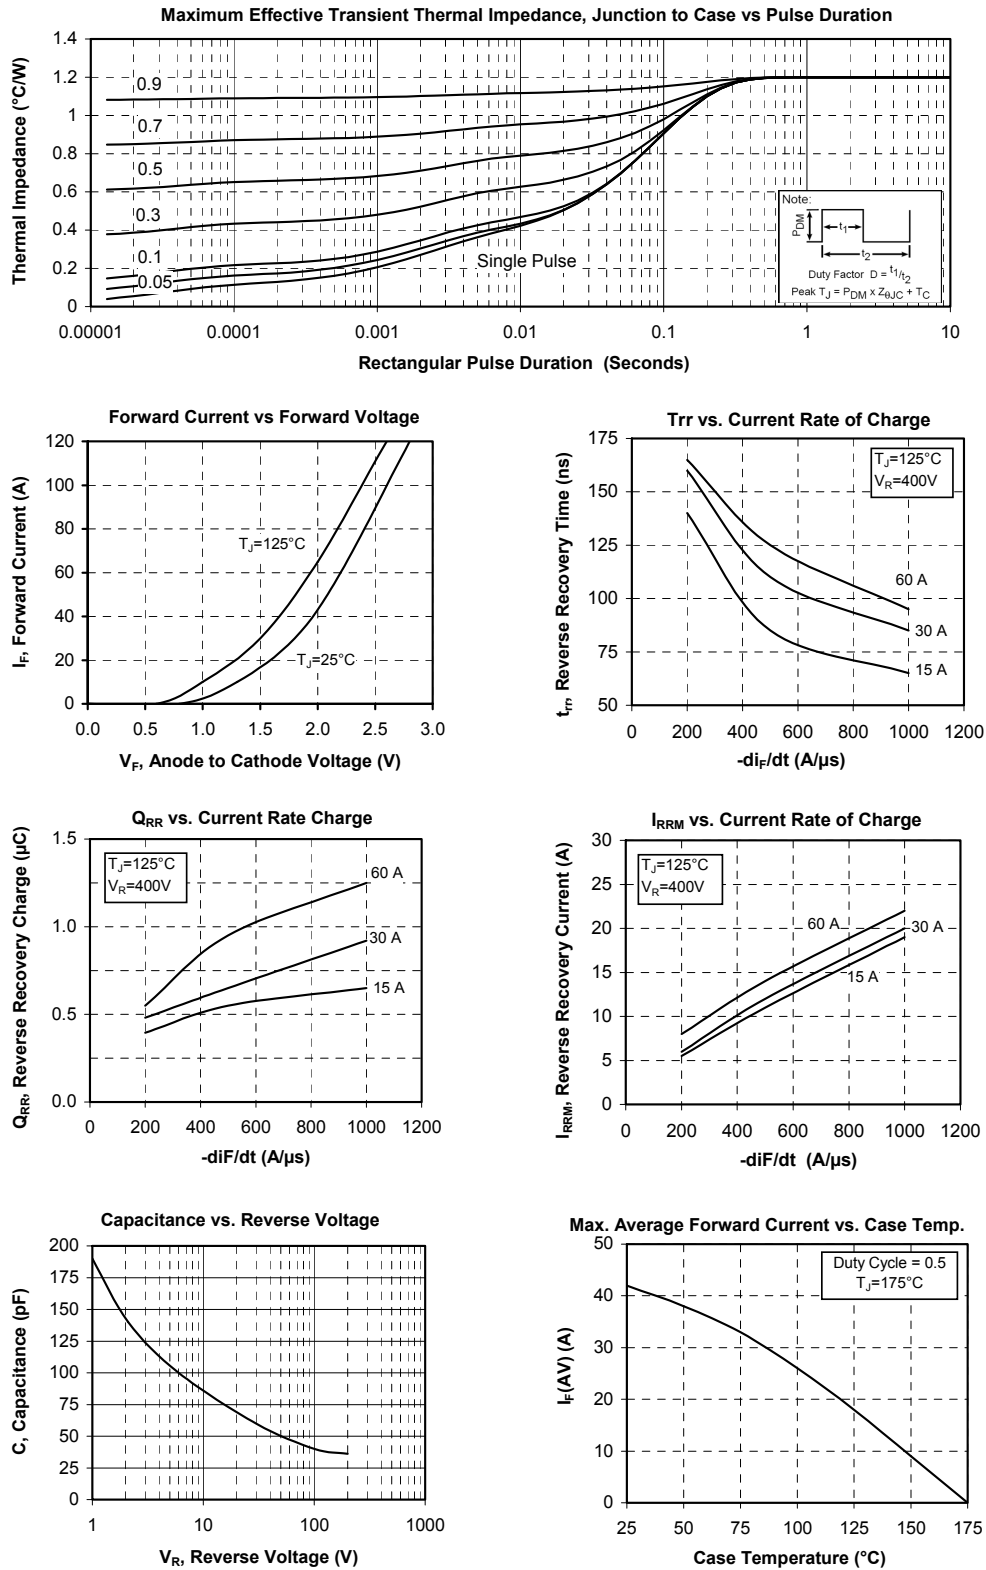 Maximum Effective Transient Thermal Impedance, Junction to Case vs Pulse Duration
Thermal Impedance (°C/W)
1.4
1.2
1
0.8
0.6
0.4
0.2
0
0.9
0.7
0.5
0.3
0.1
0.05
Single Pulse
Note:
PDM
t1
t2
Duty Factor D = t1/t2
Peak TJ = PDM x ZθJC + TC
0.00001 0.0001 0.001 0.01 0.1 1 10
Rectangular Pulse Duration (Seconds)
Forward Current vs Forward Voltage
IF, Forward Current (A)
120
100
80
60
40
20
0
TJ=125°C
TJ=25°C
0.0 0.5 1.0 1.5 2.0 2.5 3.0
VF, Anode to Cathode Voltage (V)
Trr vs. Current Rate of Charge
trr, Reverse Recovery Time (ns)
175
150
125
100
75
50
TJ=125°C
VR=400V
60 A
30 A
15 A
0 200 400 600 800 1000 1200
-diF/dt (A/µs)
QRR vs. Current Rate Charge
QRR, Reverse Recovery Charge (µC)
1.5
1.0
0.5
0.0
TJ=125°C
VR=400V
60 A
30 A
15 A
0 200 400 600 800 1000 1200
-diF/dt (A/µs)
IRRM vs. Current Rate of Charge
IRRM, Reverse Recovery Current (A)
30
25
20
15
10
5
0
TJ=125°C
VR=400V
60 A
30 A
15 A
0 200 400 600 800 1000 1200
-diF/dt (A/µs)
Capacitance vs. Reverse Voltage
C, Capacitance (pF)
200
175
150
125
100
75
50
25
0
1 10 100 1000
VR, Reverse Voltage (V)
Max. Average Forward Current vs. Case Temp.
IF(AV) (A)
50
40
30
20
10
0
Duty Cycle = 0.5
TJ=175°C
25 50 75 100 125 150 175
Case Temperature (°C)